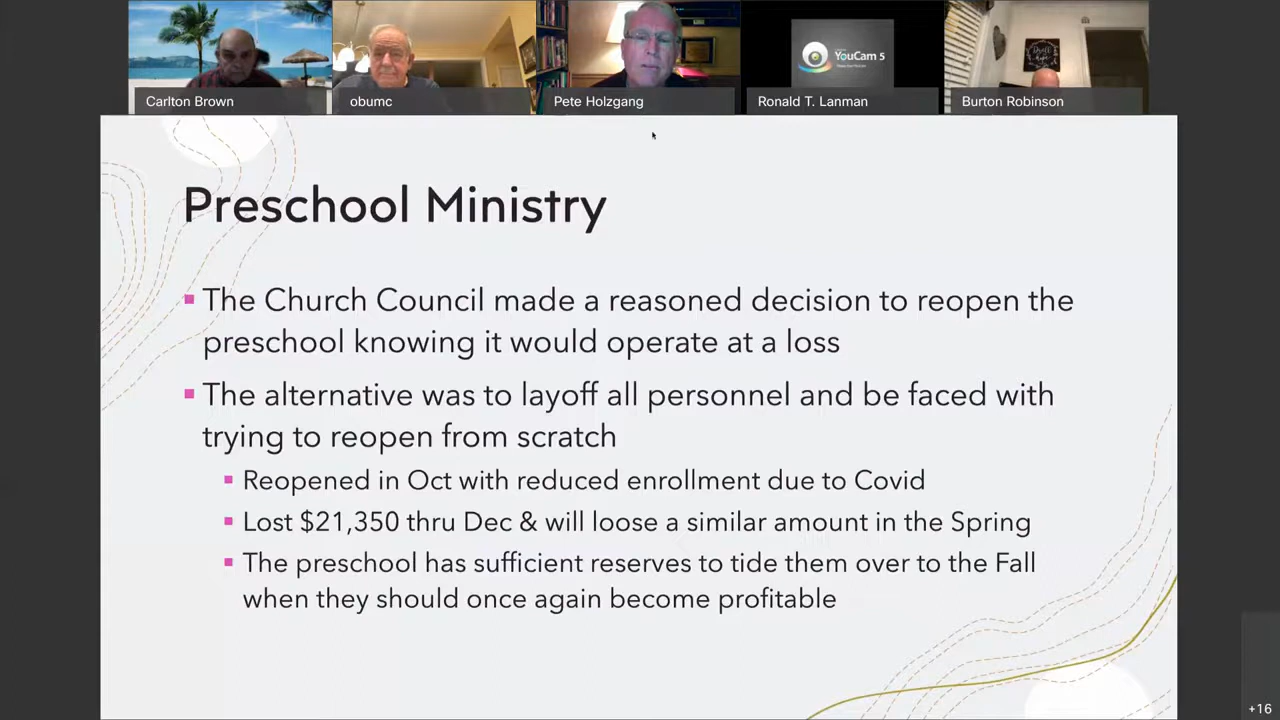 Carlton Brown
obumc
Pete Holzgang
YouCam 5
Ronald T. Lanman
Burton Robinson
Preschool Ministry
The Church Council made a reasoned decision to reopen the
preschool knowing it would operate at a loss
The alternative was to layoff all personnel and be faced with
trying to reopen from scratch
Reopened in Oct with reduced enrollment due to Covid
Lost $21,350 thru Dec & will loose a similar amount in the Spring
The preschool has sufficient reserves to tide them over to the Fall
when they should once again become profitable
+16